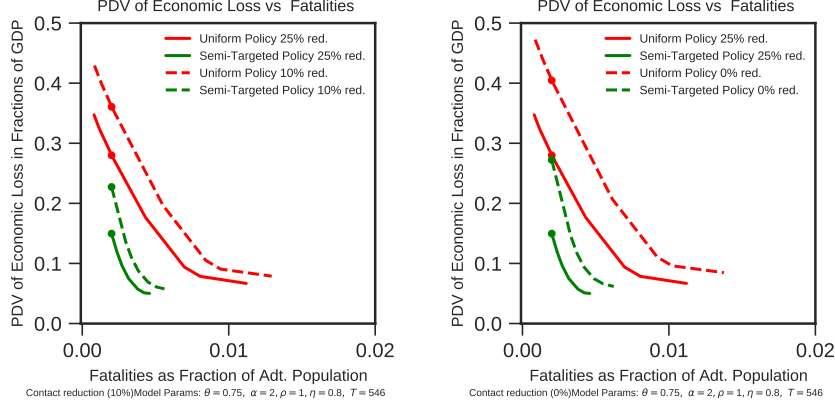 PDV of Economic Loss vs  Fatalities
PDV of Economic Loss in Fractions of GDP
0.5
0.4
0.3
0.2
0.1
0.0
Uniform Policy 25% red.
Semi-Targeted Policy 25% red.
Uniform Policy 10% red.
Semi-Targeted Policy 10% red.
0.00
0.01
0.02
Fatalities as Fraction of Adt. Population
Contact reduction (10%)Model Params: θ = 0.75, α = 2, ρ = 1, η = 0.8, T = 546
PDV of Economic Loss vs  Fatalities
PDV of Economic Loss in Fractions of GDP
0.5
0.4
0.3
0.2
0.1
0.0
Uniform Policy 25% red.
Semi-Targeted Policy 25% red.
Uniform Policy 0% red.
Semi-Targeted Policy 0% red.
0.00
0.01
0.02
Fatalities as Fraction of Adt. Population
Contact reduction (0%)Model Params: θ = 0.75, α = 2, ρ = 1, η = 0.8, T = 546